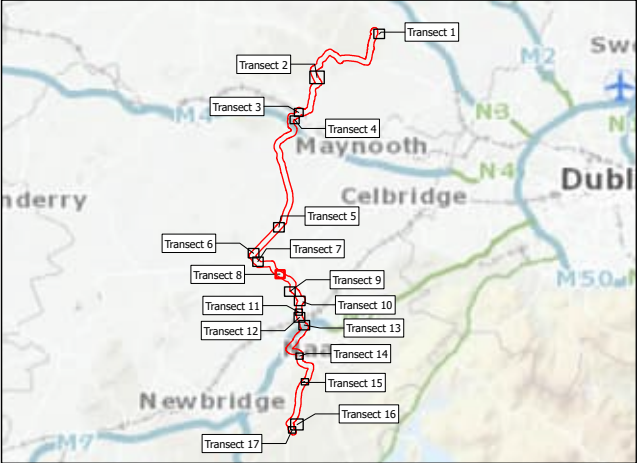 Transect 1
Swo
Transect 2
M2
Transect 3
N3
M4
Transect 4
Maynooth
N4
Dubl
nderry
Celbridge
Transect 5
Transect 6
Transect 7
Transect 8
M50
Transect 9
Transect 10
Transect 11
Transect 12
Transect 13
Transect 14
Transect 15
Newbridge
Transect 16
M7
Transect 17